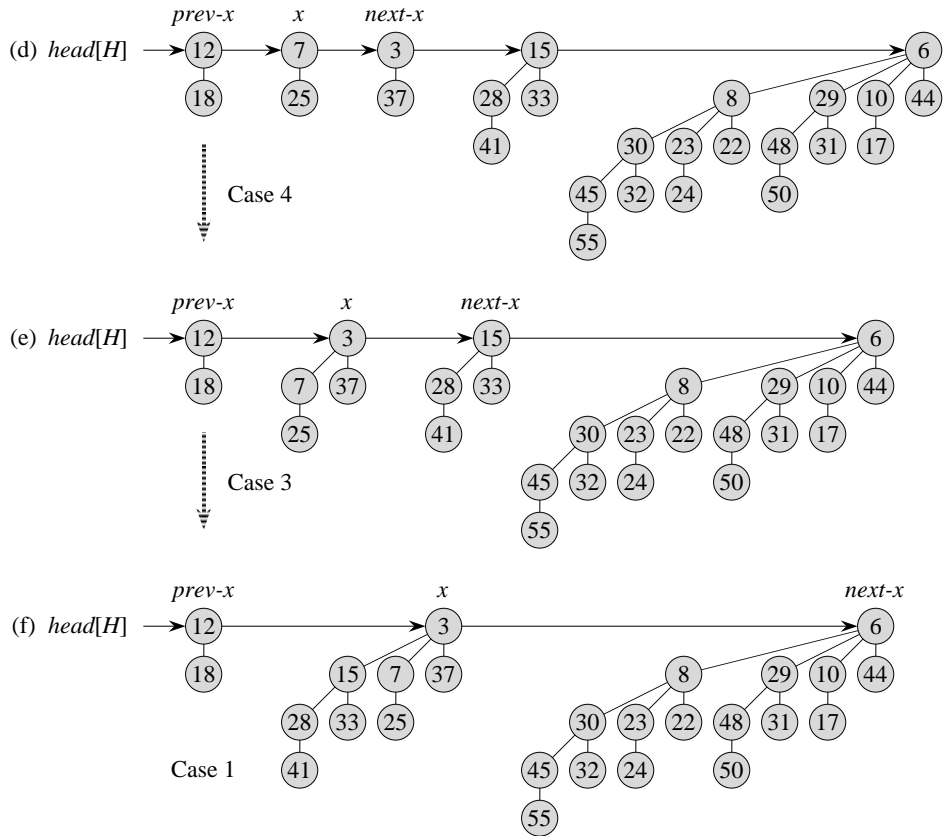 prev-x x next-x
(d) head[H] 12 7 3 15 6
18 25 37 28 33 8 29 10 44
41 30 23 22 48 31 17
Case 4 45 32 24 50
55
prev-x x next-x
(e) head[H] 12 3 15 6
18 7 37 28 33 8 29 10 44
25 41 30 23 22 48 31 17
Case 3 45 32 24 50
55
prev-x x next-x
(f) head[H] 12 3 6
18 15 7 37 8 29 10 44
28 33 25 30 23 22 48 31 17
Case 1 41 45 32 24 50
55